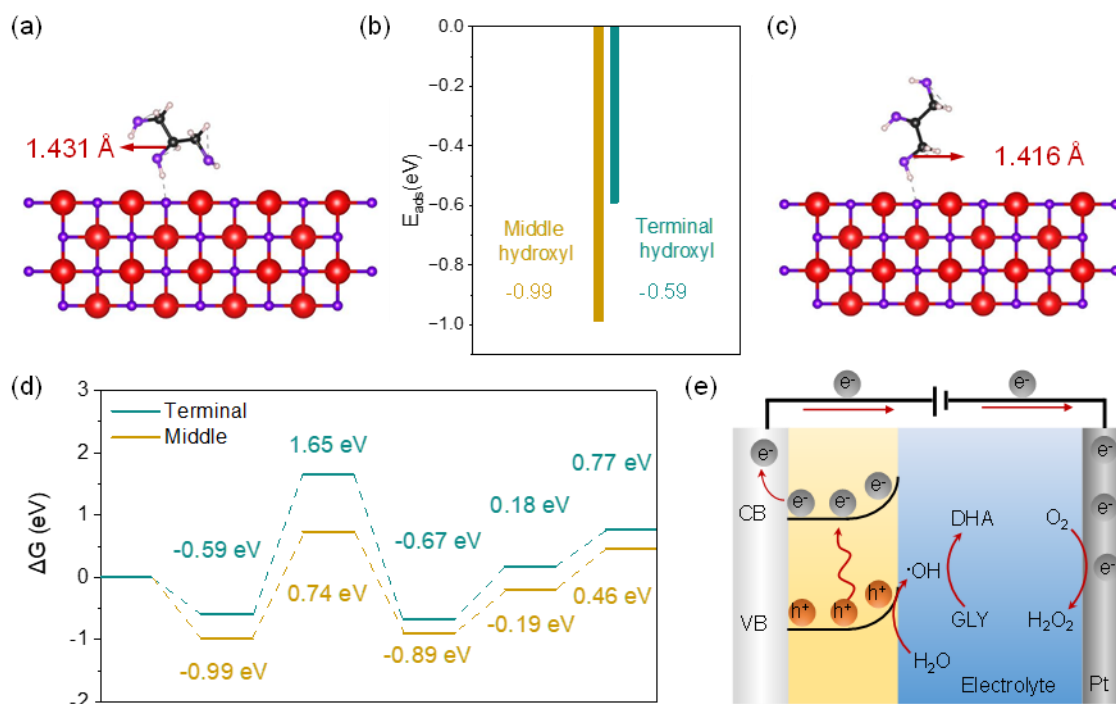 (a)
1.431 Å
(b)
0.0
−0.2
−0.4
−0.6
−0.8
−1.0
E_ads(eV)
Middle
hydroxyl
-0.99
Terminal
hydroxyl
-0.59
(c)
1.416 Å
(d)
3
2
1
0
-1
-2
ΔG (eV)
Terminal
Middle
-0.59 eV
-0.99 eV
1.65 eV
0.74 eV
-0.67 eV
-0.89 eV
0.18 eV
-0.19 eV
0.77 eV
0.46 eV
(e)
e⁻
e⁻
e⁻
e⁻
e⁻
e⁻
CB
VB
h⁺
h⁺
h⁺
·OH
H₂O
DHA
GLY
O₂
H₂O₂
e⁻
e⁻
e⁻
Electrolyte
Pt